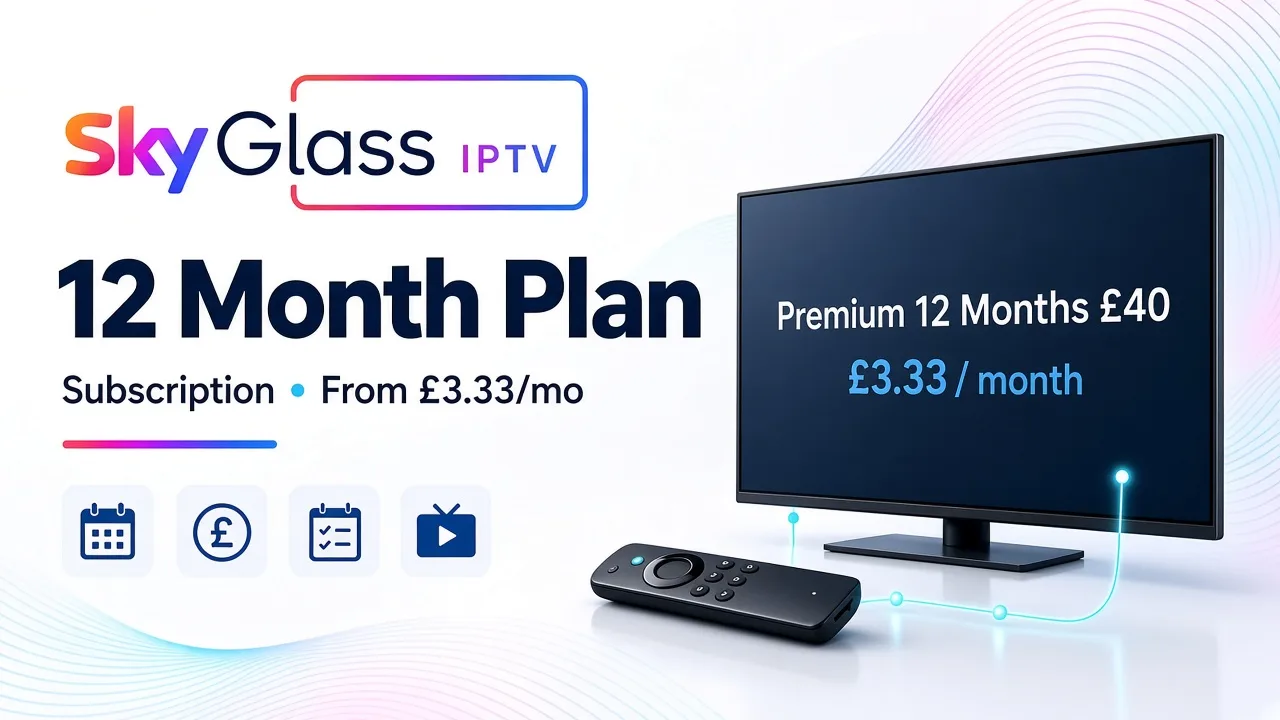 Sky Glass IPTV
12 Month Plan
Subscription • From £3.33/mo
£
Premium 12 Months £40
£3.33 / month